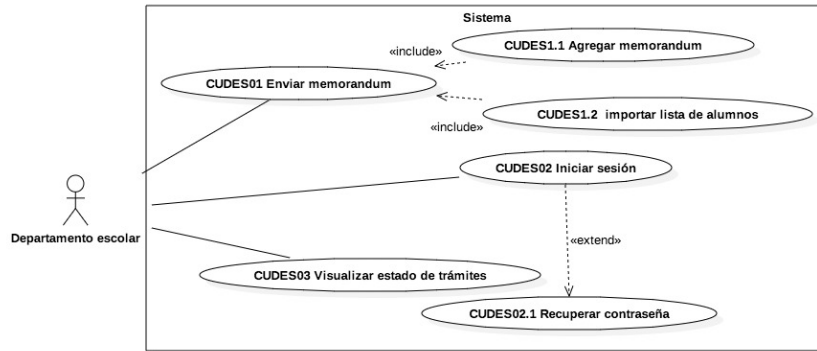 Sistema
«include»
CUDES1.1 Agregar memorandum
CUDES01 Enviar memorandum
CUDES1.2 importar lista de alumnos
«include»
CUDES02 Iniciar sesión
Departamento escolar
«extend»
CUDES03 Visualizar estado de trámites
CUDES02.1 Recuperar contraseña